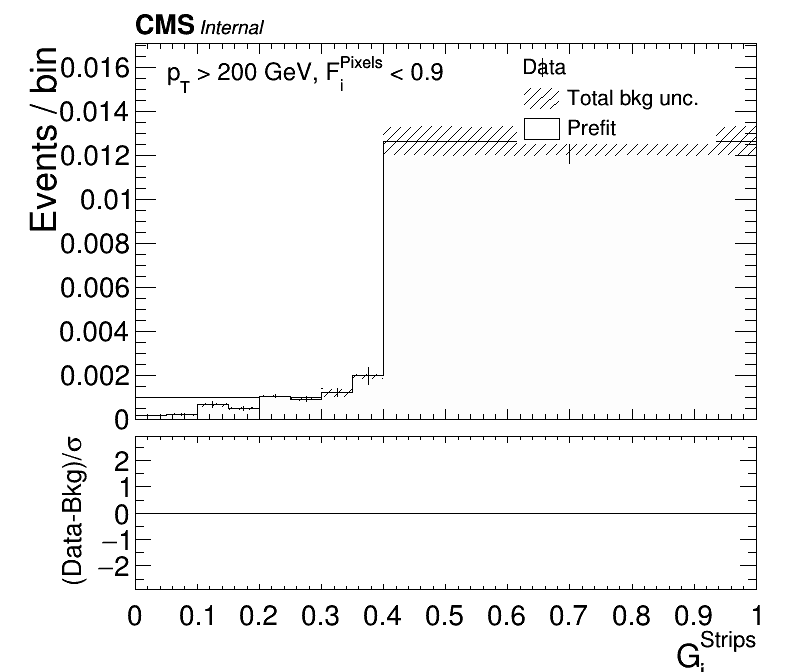 CMS Internal
p_T > 200 GeV, F_i^Pixels < 0.9
Data
Total bkg unc.
Prefit
Events / bin
0.016
0.014
0.012
0.01
0.008
0.006
0.004
0.002
0
(Data-Bkg)/σ
2
1
0
−1
−2
0 0.1 0.2 0.3 0.4 0.5 0.6 0.7 0.8 0.9 1
G_i^Strips